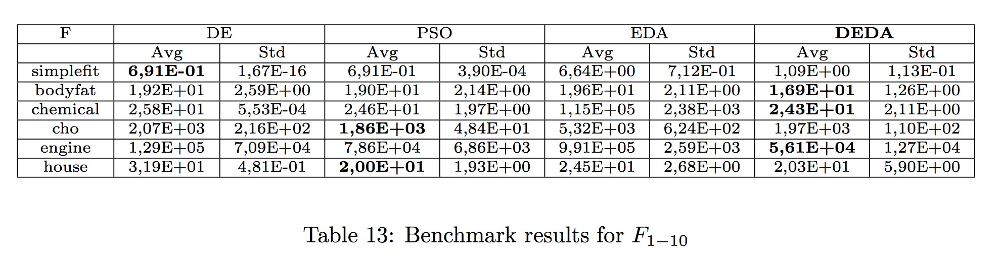 F DE PSO EDA DEDA
Avg Std Avg Std Avg Std Avg Std
simplefit 6,91E-01 1,67E-16 6,91E-01 3,90E-04 6,64E+00 7,12E-01 1,09E+00 1,13E-01
bodyfat 1,92E+01 2,59E+00 1,90E+01 2,14E+00 1,96E+01 2,11E+00 1,69E+01 1,26E+00
chemical 2,58E+01 5,53E-04 2,46E+01 1,97E+00 1,15E+05 2,38E+03 2,43E+01 2,11E+00
cho 2,07E+03 2,16E+02 1,86E+03 4,84E+01 5,32E+03 6,24E+02 1,97E+03 1,10E+02
engine 1,29E+05 7,09E+04 7,86E+04 6,86E+03 9,91E+05 2,59E+03 5,61E+04 1,27E+04
house 3,19E+01 4,81E-01 2,00E+01 1,93E+00 2,45E+01 2,68E+00 2,03E+01 5,90E+00
Table 13: Benchmark results for F₁₋₁₀